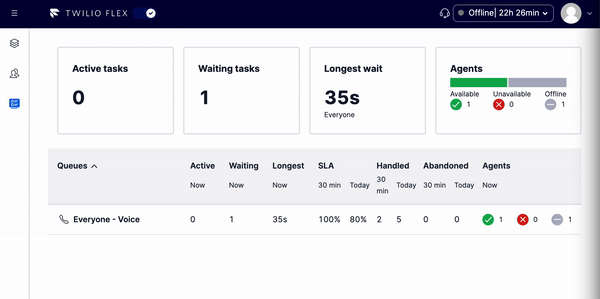 TWILIO FLEX
Offline| 22h 26min
Active tasks
0
Waiting tasks
1
Longest wait
35s
Everyone
Agents
Available Unavailable Offline
1 0 1
Queues Active Waiting Longest SLA Handled Abandoned Agents
Now Now Now 30 min Today 30 min Today 30 min Today Now
Everyone - Voice 0 1 35s 100% 80% 2 5 0 0 1 0 1